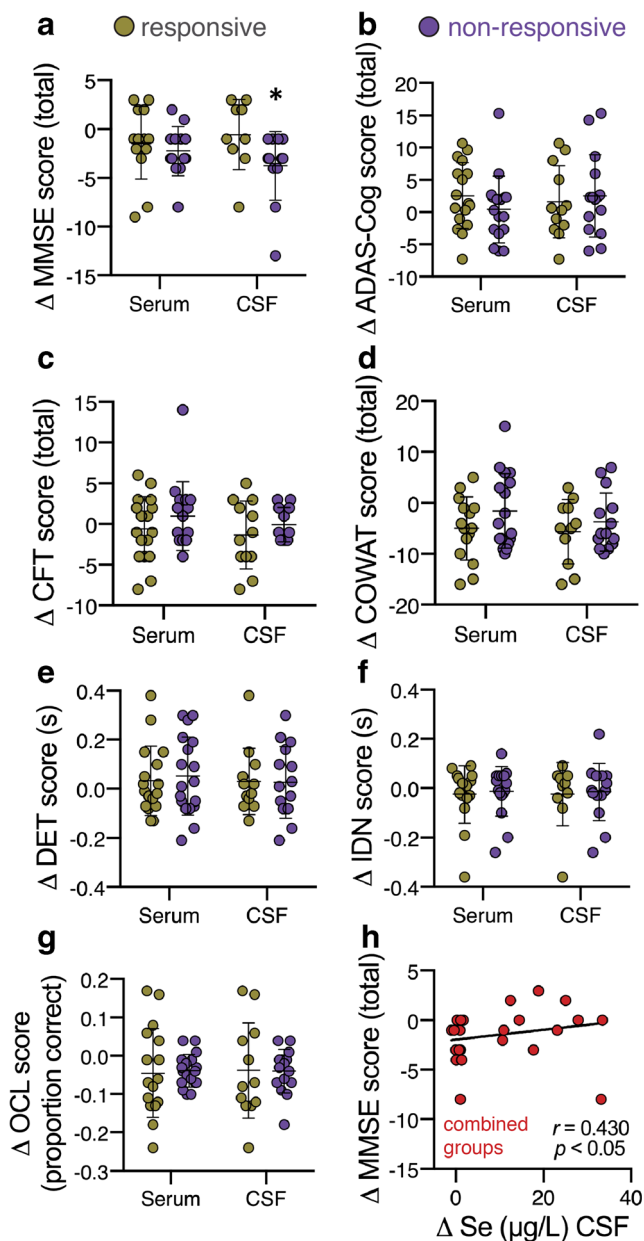 a
responsive
non-responsive
b
Δ MMSE score (total)
5
0
-5
-10
-15
Serum
CSF
*
Δ ADAS-Cog score (total)
20
15
10
5
0
-5
-10
Serum
CSF
c
Δ CFT score (total)
15
10
5
0
-5
-10
Serum
CSF
d
Δ COWAT score (total)
20
10
0
-10
-20
Serum
CSF
e
Δ DET score (s)
0.4
0.2
0.0
-0.2
-0.4
Serum
CSF
f
Δ IDN score (s)
0.4
0.2
0.0
-0.2
-0.4
Serum
CSF
g
Δ OCL score
(proportion correct)
0.2
0.1
0.0
-0.1
-0.2
-0.3
Serum
CSF
h
Δ MMSE score (total)
5
0
-5
-10
-15
combined
groups
r = 0.430
p < 0.05
0
20
40
Δ Se (µg/L) CSF